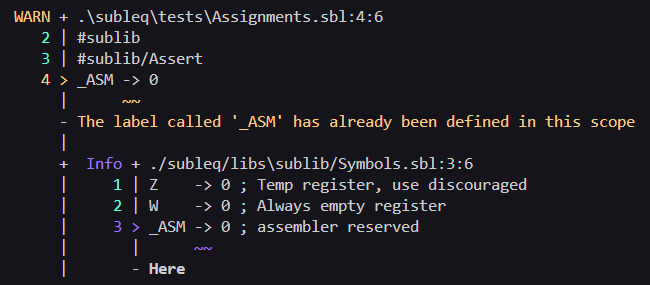 WARN + .\subleq\tests\Assignments.sbl:4:6
2 | #sublib
3 | #sublib/Assert
4 > _ASM -> 0
| ~~
- The label called '_ASM' has already been defined in this scope
|
+ Info + ./subleq/libs\sublib/Symbols.sbl:3:6
| 1 | Z -> 0 ; Temp register, use discouraged
| 2 | W -> 0 ; Always empty register
| 3 > _ASM -> 0 ; assembler reserved
| | ~~
| - Here